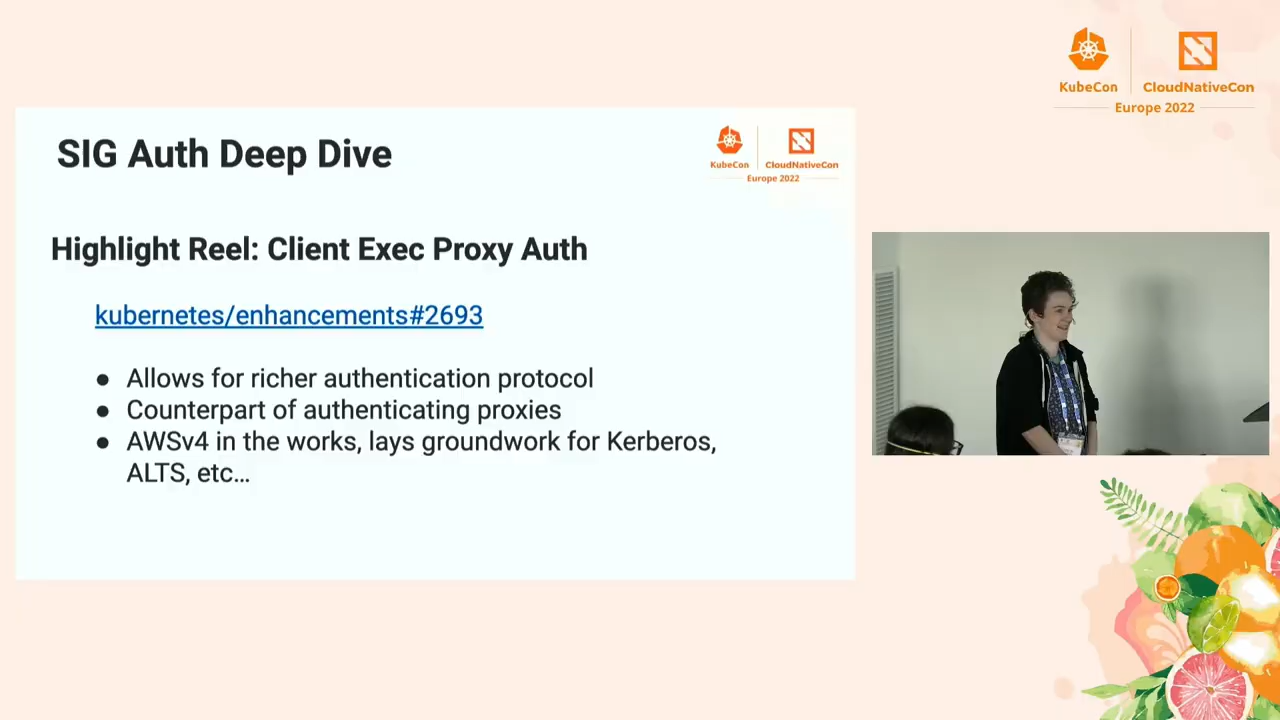 KubeCon
CloudNativeCon
Europe 2022
SIG Auth Deep Dive
KubeCon
CloudNativeCon
Europe 2022
Highlight Reel: Client Exec Proxy Auth
kubernetes/enhancements#2693
● Allows for richer authentication protocol
● Counterpart of authenticating proxies
● AWSv4 in the works, lays groundwork for Kerberos,
ALTS, etc...